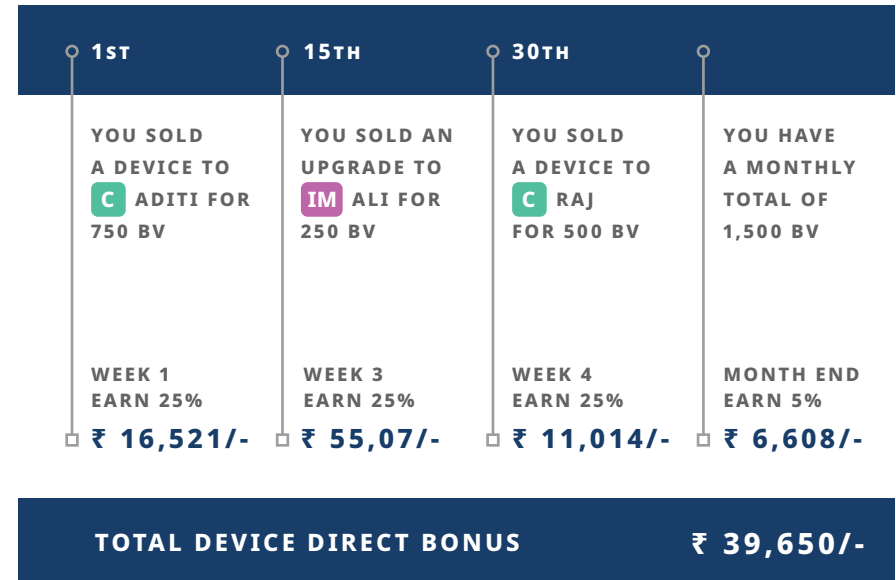 1ST
YOU SOLD
A DEVICE TO
C ADITI FOR
750 BV
WEEK 1
EARN 25%
₹ 16,521/-
15TH
YOU SOLD AN
UPGRADE TO
IM ALI FOR
250 BV
WEEK 3
EARN 25%
₹ 55,07/-
30TH
YOU SOLD
A DEVICE TO
C RAJ
FOR 500 BV
WEEK 4
EARN 25%
₹ 11,014/-
YOU HAVE
A MONTHLY
TOTAL OF
1,500 BV
MONTH END
EARN 5%
₹ 6,608/-
TOTAL DEVICE DIRECT BONUS
₹ 39,650/-